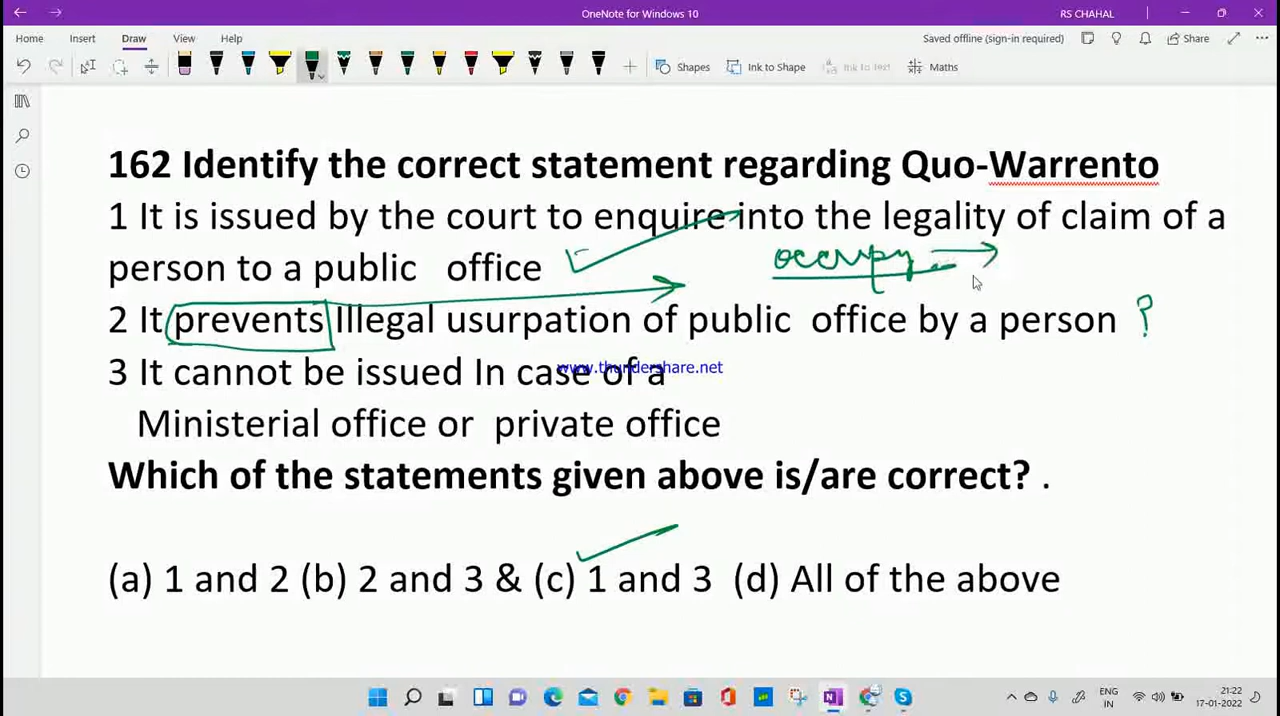 OneNote for Windows 10
RS CHAHAL
Home Insert Draw View Help
Saved offline (sign-in required)
Share
Shapes
Ink to Shape
Ink to Text
Maths
162 Identify the correct statement regarding Quo-Warrento
1 It is issued by the court to enquire into the legality of claim of a
person to a public office
occupy
2 It prevents Illegal usurpation of public office by a person ?
3 It cannot be issued In case of a
www.thundershare.net
Ministerial office or private office
Which of the statements given above is/are correct? .
(a) 1 and 2 (b) 2 and 3 & (c) 1 and 3 (d) All of the above
ENG
IN
21:22
17-01-2022